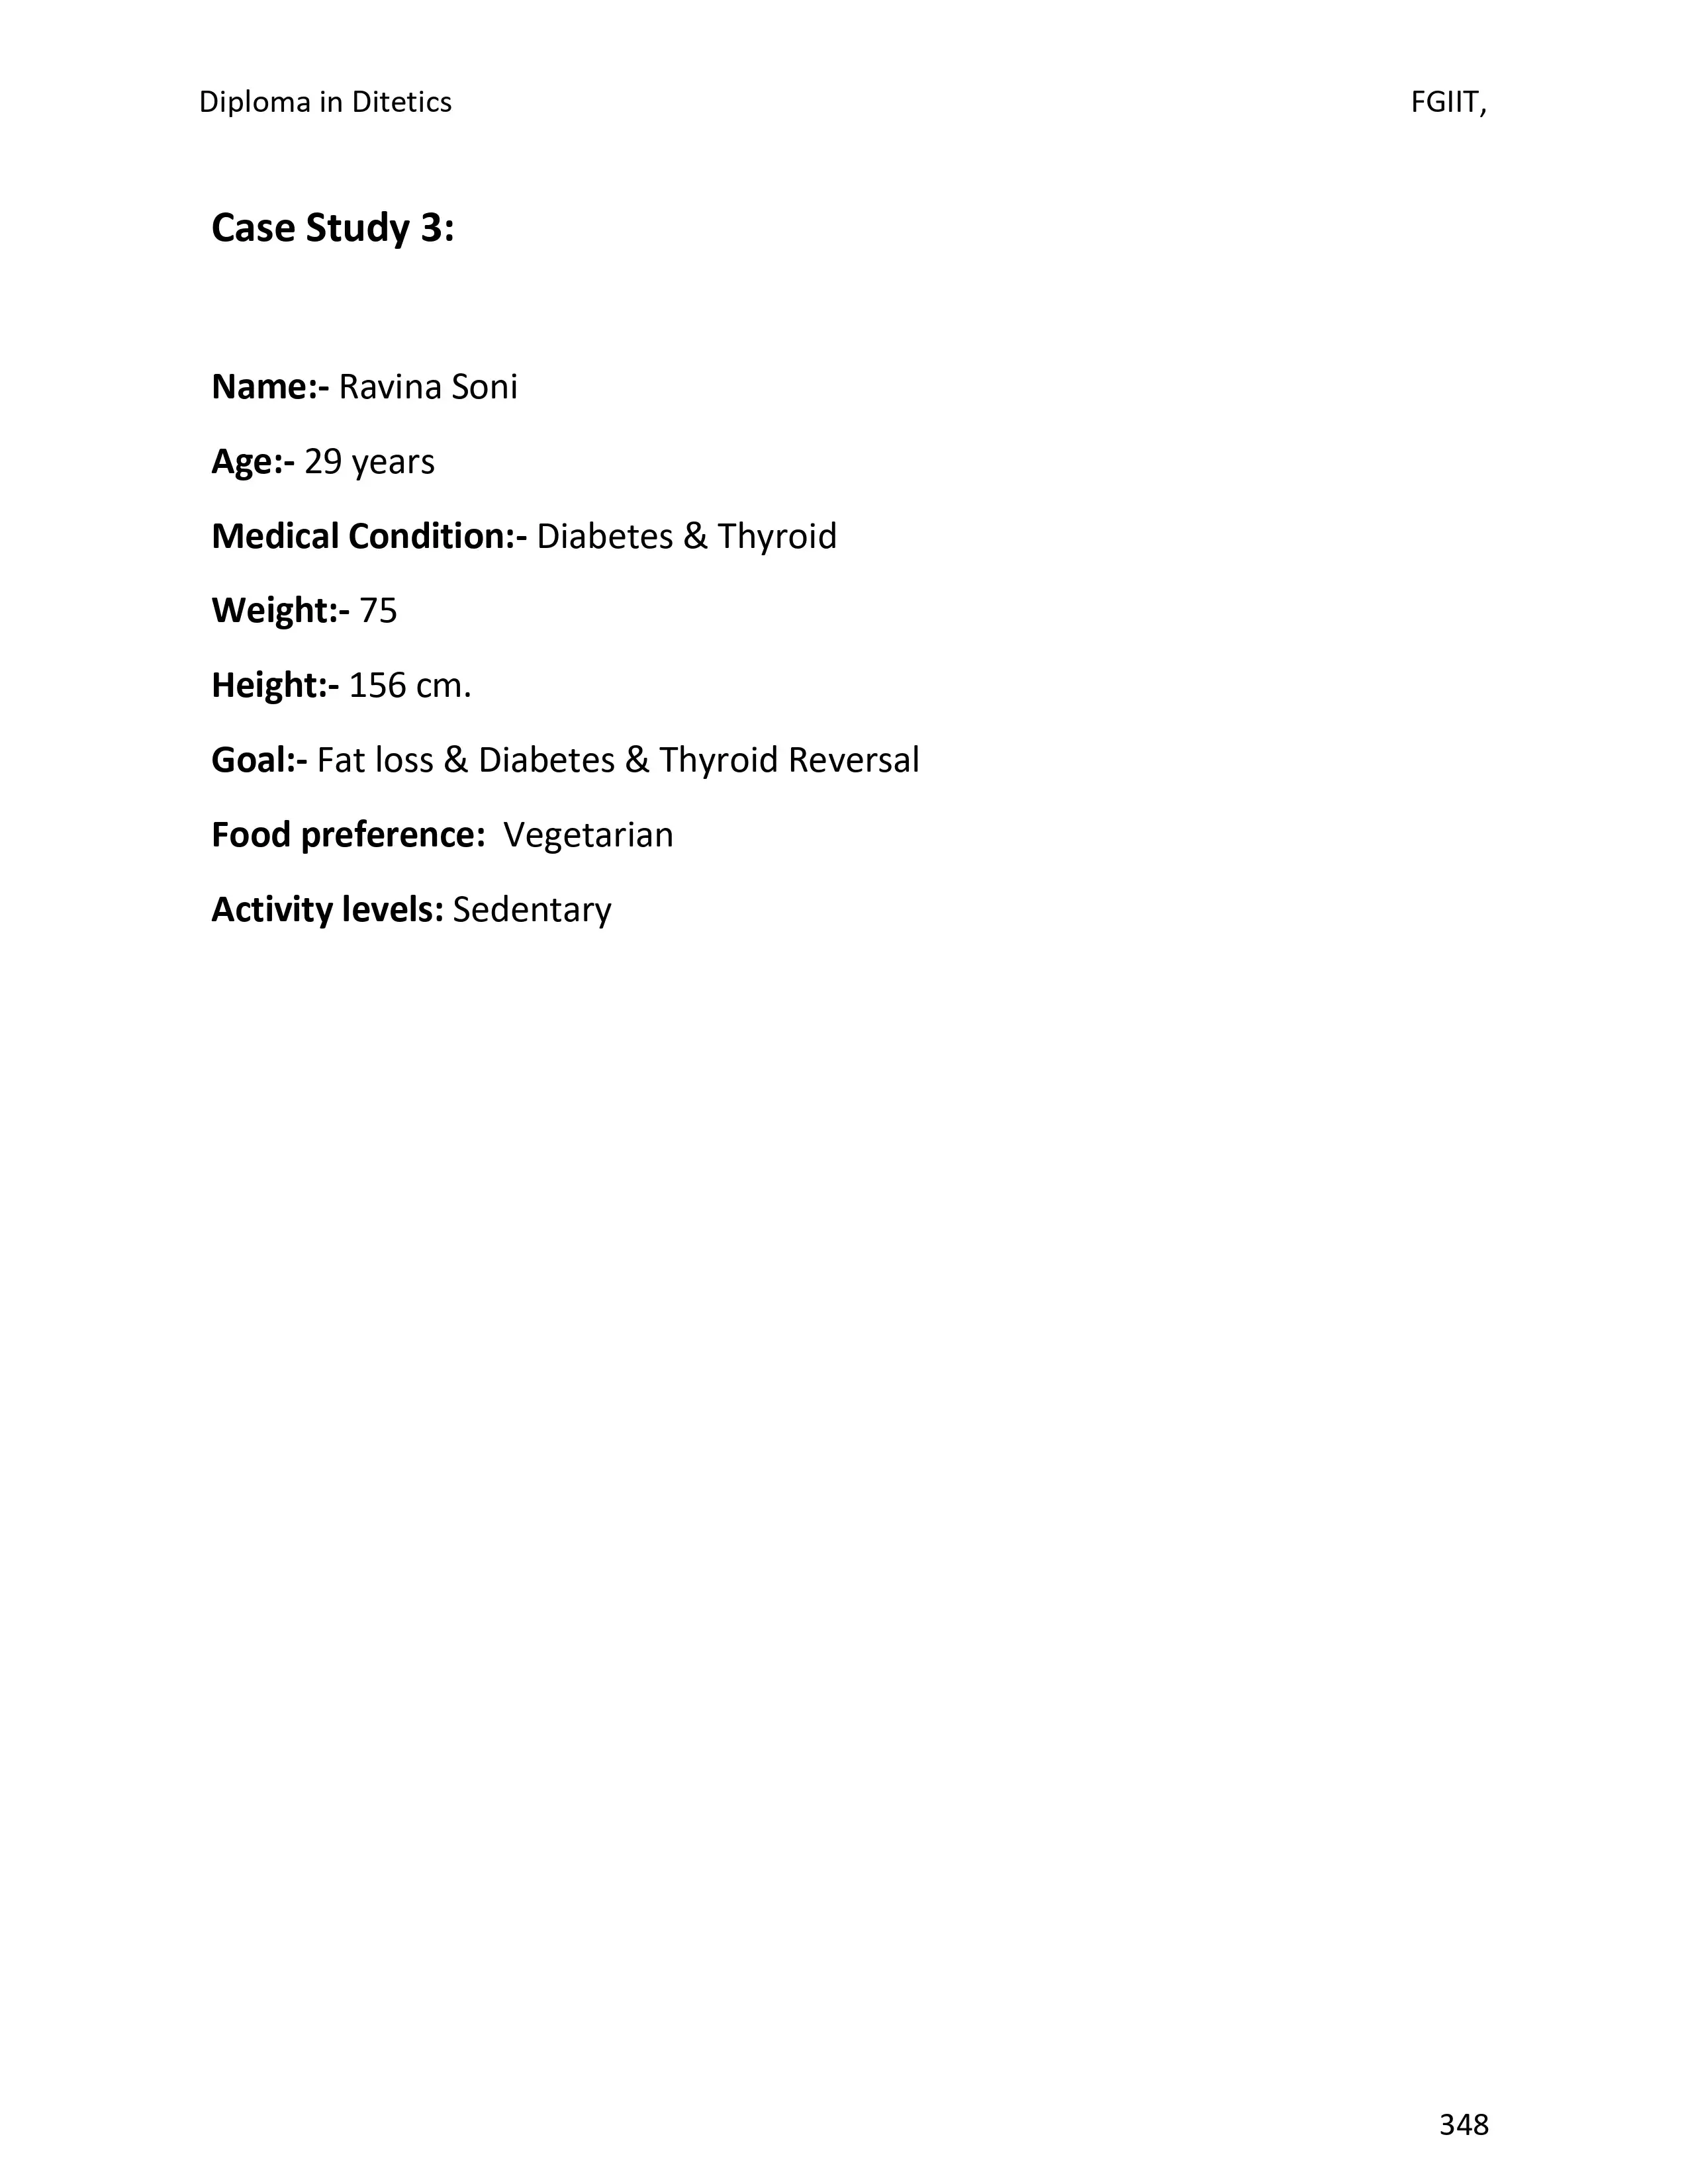 Diploma in Ditetics FGIIT,
Case Study 3:
Name:- Ravina Soni
Age:- 29 years
Medical Condition:- Diabetes & Thyroid
Weight:- 75
Height:- 156 cm.
Goal:- Fat loss & Diabetes & Thyroid Reversal
Food preference:  Vegetarian
Activity levels: Sedentary
348